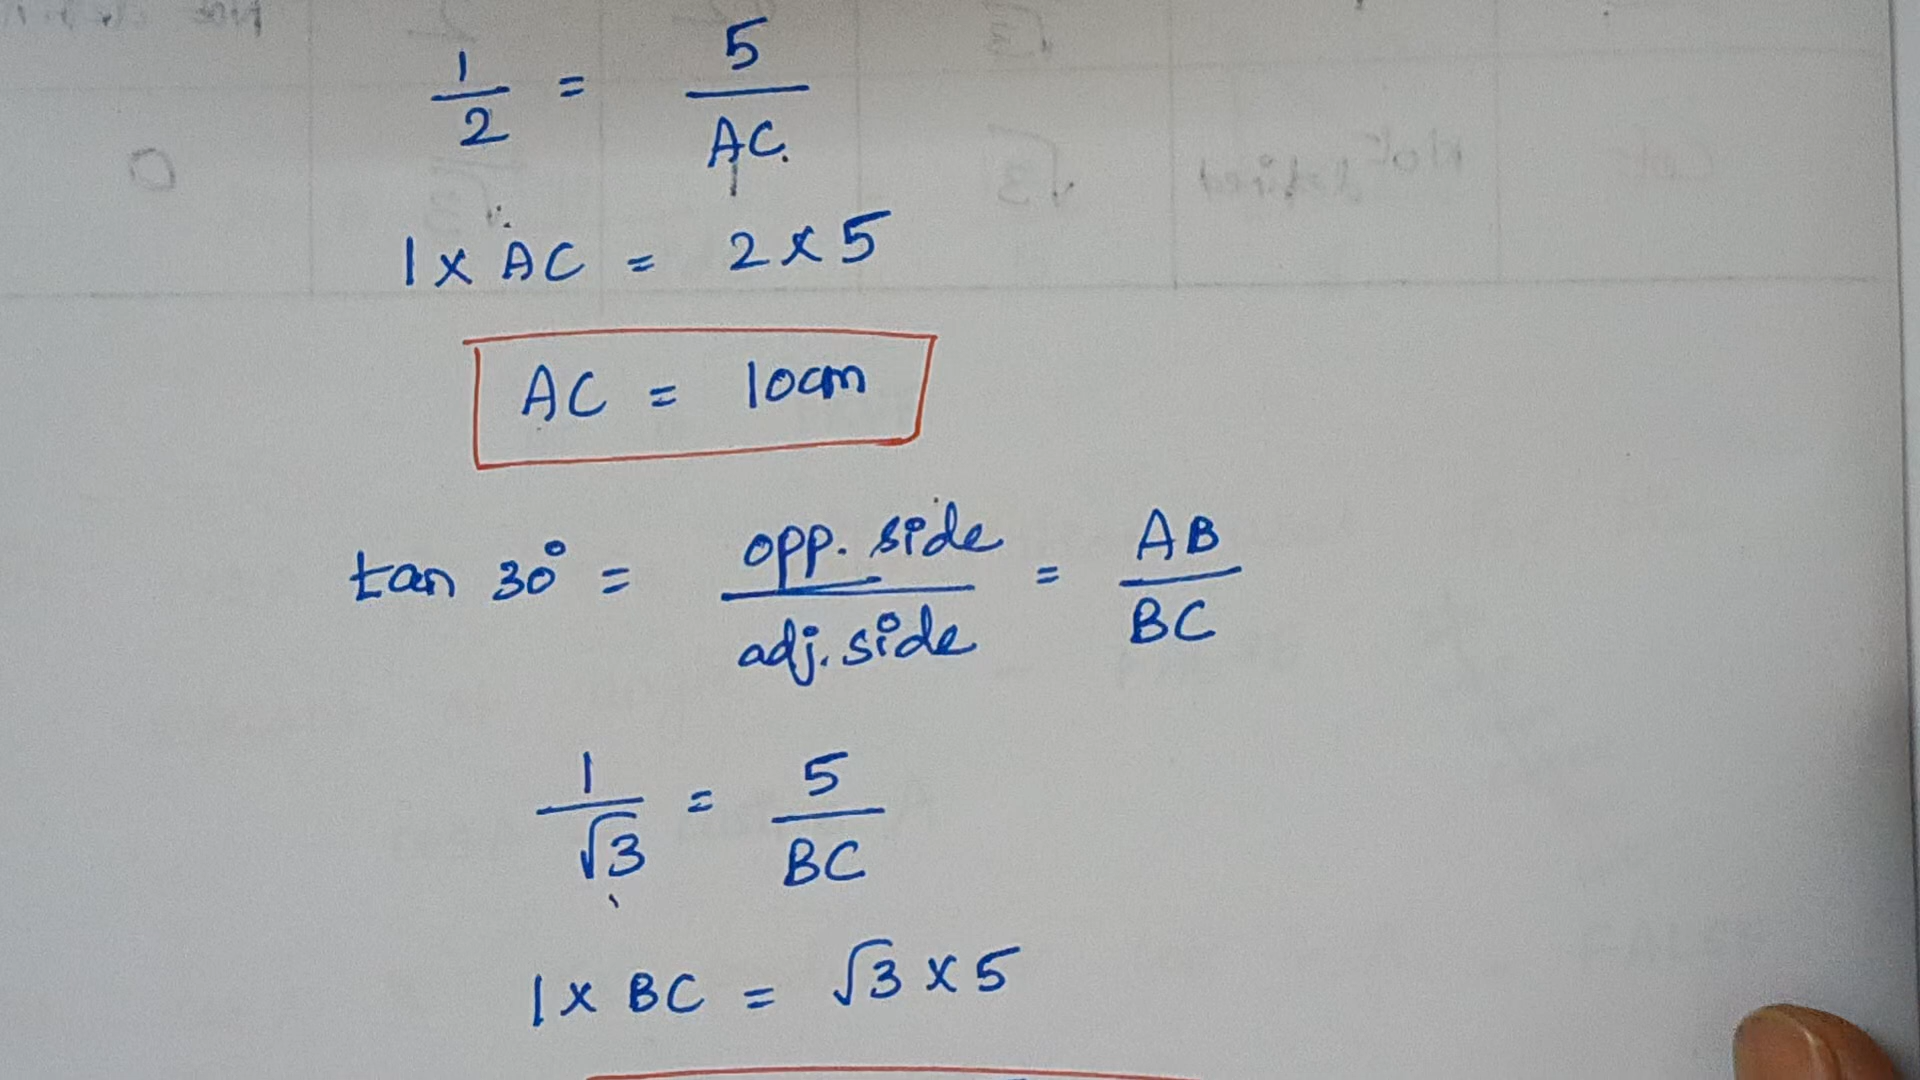 1/2 = 5/AC
1 x AC = 2 x 5
AC = 10cm
tan 30° = opp. side/adj. side = AB/BC
1/√3 = 5/BC
1 x BC = √3 x 5